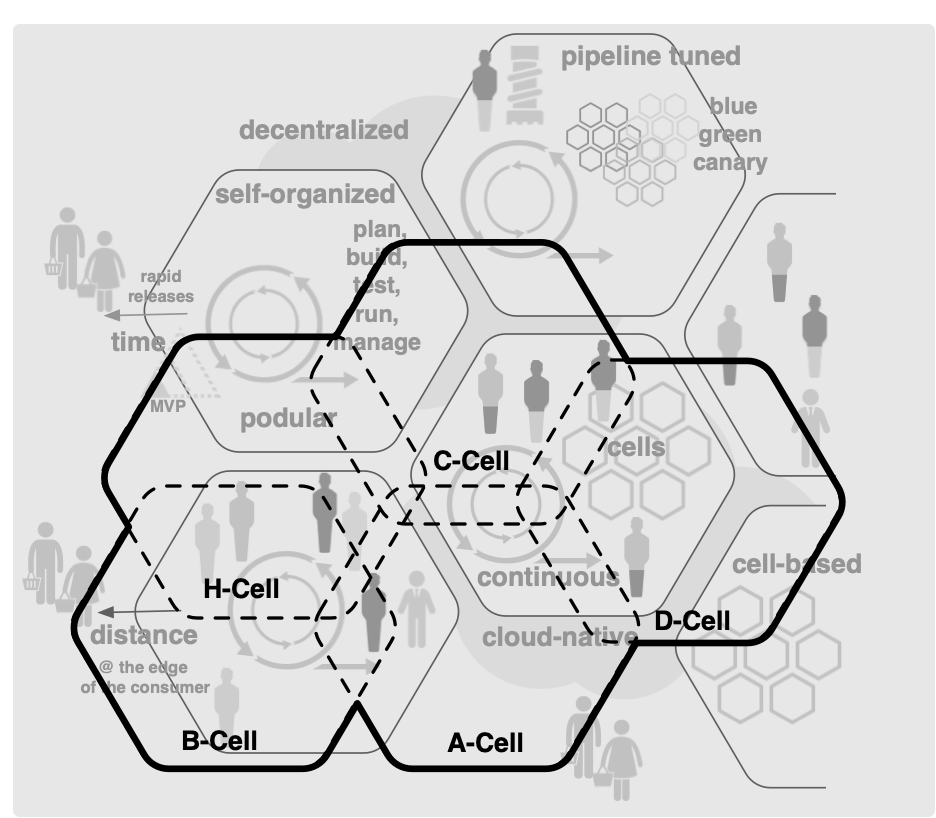 pipeline tuned
blue
green
canary
decentralized
self-organized
plan,
build,
test,
run,
manage
rapid
releases
time
MVP
podular
C-Cell
cells
H-Cell
continuous
cell-based
D-Cell
distance
cloud-native
@ the edge
of the consumer
B-Cell
A-Cell